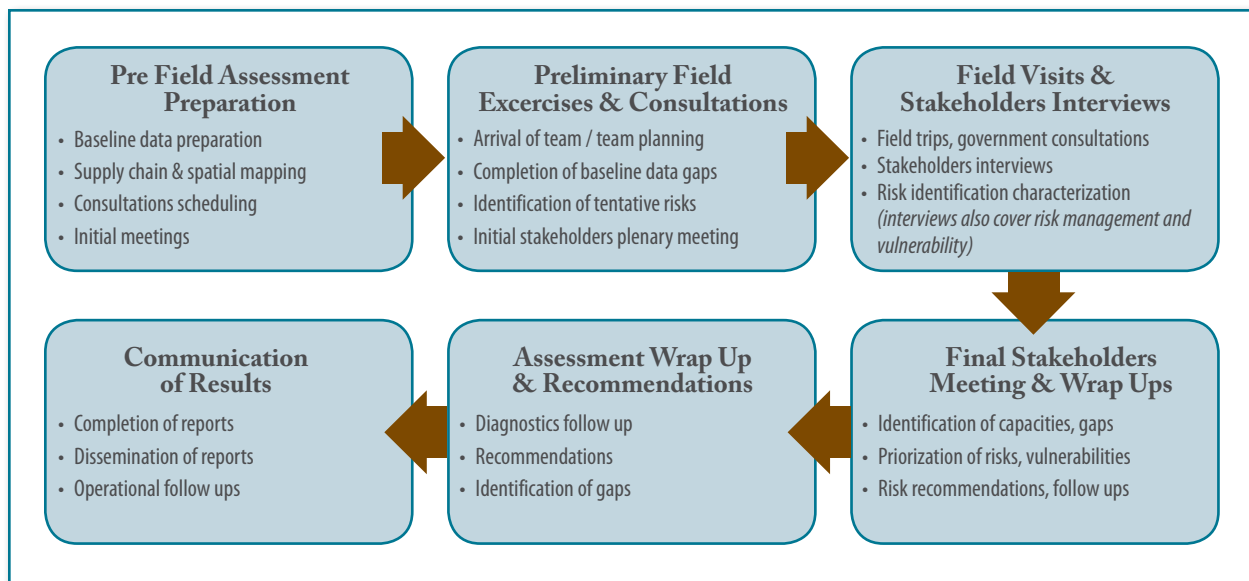 Pre Field Assessment
Preparation
• Baseline data preparation
• Supply chain & spatial mapping
• Consultations scheduling
• Initial meetings
Preliminary Field
Excercises & Consultations
• Arrival of team / team planning
• Completion of baseline data gaps
• Identification of tentative risks
• Initial stakeholders plenary meeting
Field Visits &
Stakeholders Interviews
• Field trips, government consultations
• Stakeholders interviews
• Risk identification characterization
(interviews also cover risk management and
vulnerability)
Final Stakeholders
Meeting & Wrap Ups
• Identification of capacities, gaps
• Priorization of risks, vulnerabilities
• Risk recommendations, follow ups
Assessment Wrap Up
& Recommendations
• Diagnostics follow up
• Recommendations
• Identification of gaps
Communication
of Results
• Completion of reports
• Dissemination of reports
• Operational follow ups